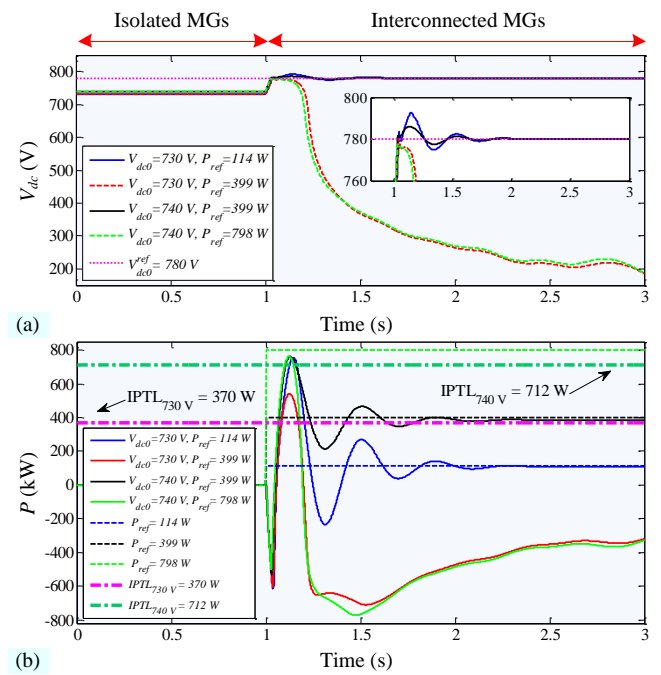 Isolated MGs Interconnected MGs
800
700
600
500
400
300
200
V_dc (V)
V_dc0=730 V, P_ref=114 W
V_dc0=730 V, P_ref=399 W
V_dc0=740 V, P_ref=399 W
V_dc0=740 V, P_ref=798 W
V_dc0^ref = 780 V
800
780
760
0 0.5 1 1.5 2 2.5 3
0 0.5 1 1.5 2 2.5 3
(a) Time (s)
800
600
400
200
0
-200
-400
-600
-800
P (kW)
IPTL_730 V = 370 W
IPTL_740 V = 712 W
V_dc0=730 V, P_ref=114 W
V_dc0=730 V, P_ref=399 W
V_dc0=740 V, P_ref=399 W
V_dc0=740 V, P_ref=798 W
P_ref= 114 W
P_ref= 399 W
P_ref= 798 W
IPTL_730 V = 370 W
IPTL_740 V = 712 W
0 0.5 1 1.5 2 2.5 3
(b) Time (s)